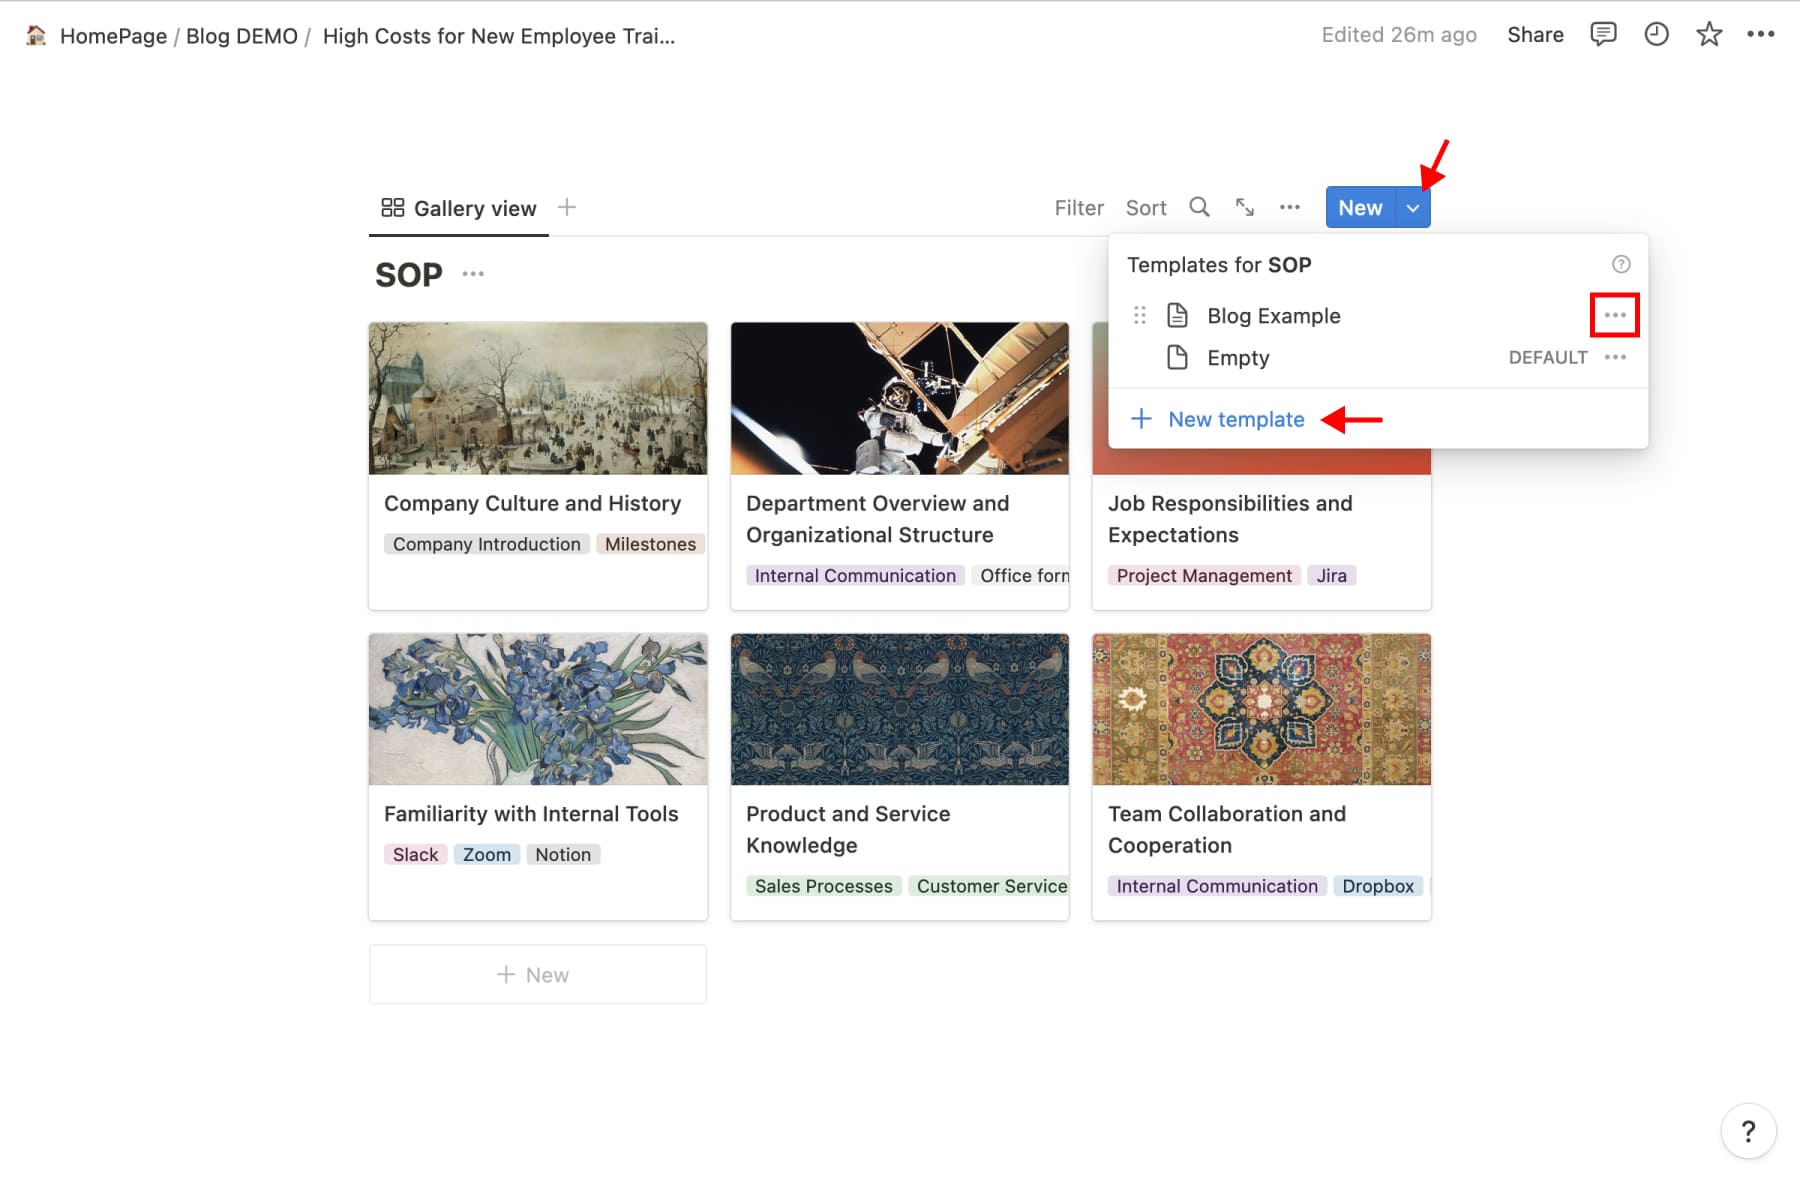 HomePage / Blog DEMO / High Costs for New Employee Trai...
Edited 26m ago
Share
Gallery view
Filter
Sort
New
SOP
Templates for SOP
Blog Example
Empty
DEFAULT
New template
Company Culture and History
Company Introduction
Milestones
Department Overview and
Organizational Structure
Internal Communication
Office form
Job Responsibilities and
Expectations
Project Management
Jira
Familiarity with Internal Tools
Slack
Zoom
Notion
Product and Service
Knowledge
Sales Processes
Customer Service
Team Collaboration and
Cooperation
Internal Communication
Dropbox
+ New
?